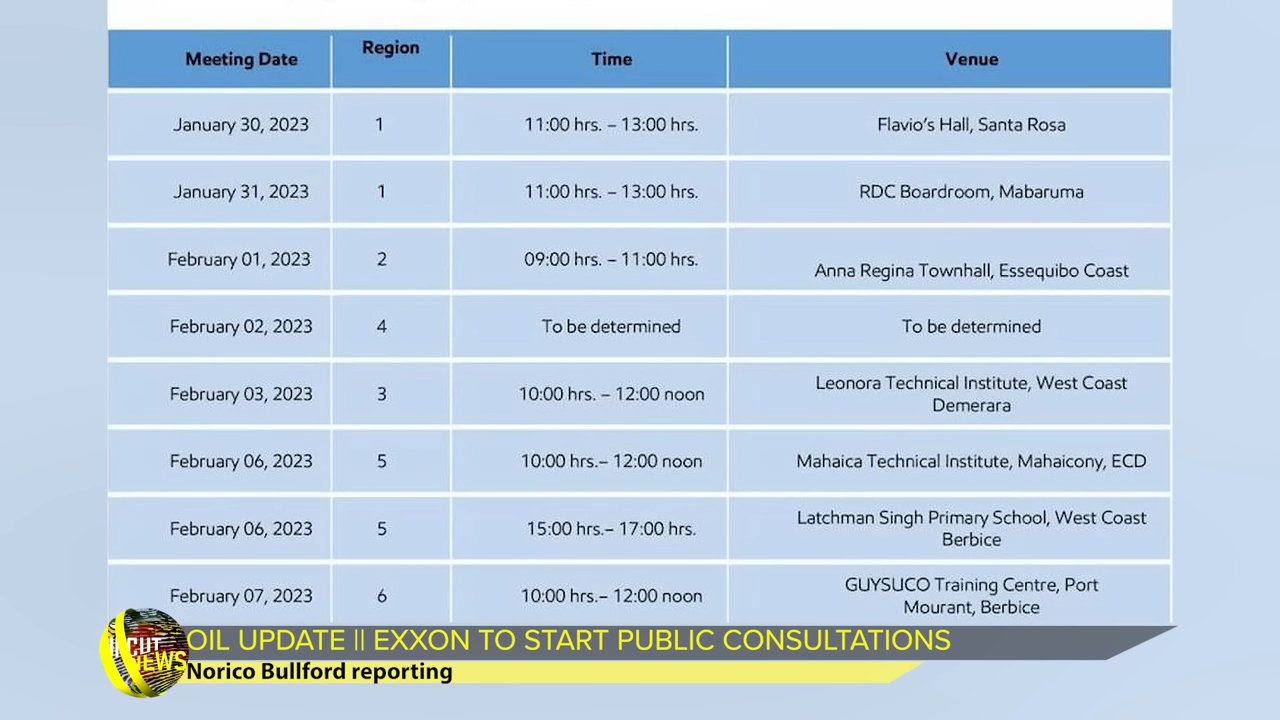 Meeting Date Region Time Venue
January 30, 2023 1 11:00 hrs. – 13:00 hrs. Flavio's Hall, Santa Rosa
January 31, 2023 1 11:00 hrs. – 13:00 hrs. RDC Boardroom, Mabaruma
February 01, 2023 2 09:00 hrs. – 11:00 hrs. Anna Regina Townhall, Essequibo Coast
February 02, 2023 4 To be determined To be determined
February 03, 2023 3 10:00 hrs. – 12:00 noon Leonora Technical Institute, West Coast
Demerara
February 06, 2023 5 10:00 hrs.– 12:00 noon Mahaica Technical Institute, Mahaicony, ECD
February 06, 2023 5 15:00 hrs.– 17:00 hrs. Latchman Singh Primary School, West Coast
Berbice
February 07, 2023 6 10:00 hrs.– 12:00 noon GUYSUCO Training Centre, Port
Mourant, Berbice
OIL UPDATE || EXXON TO START PUBLIC CONSULTATIONS
NEWS
Norico Bullford reporting